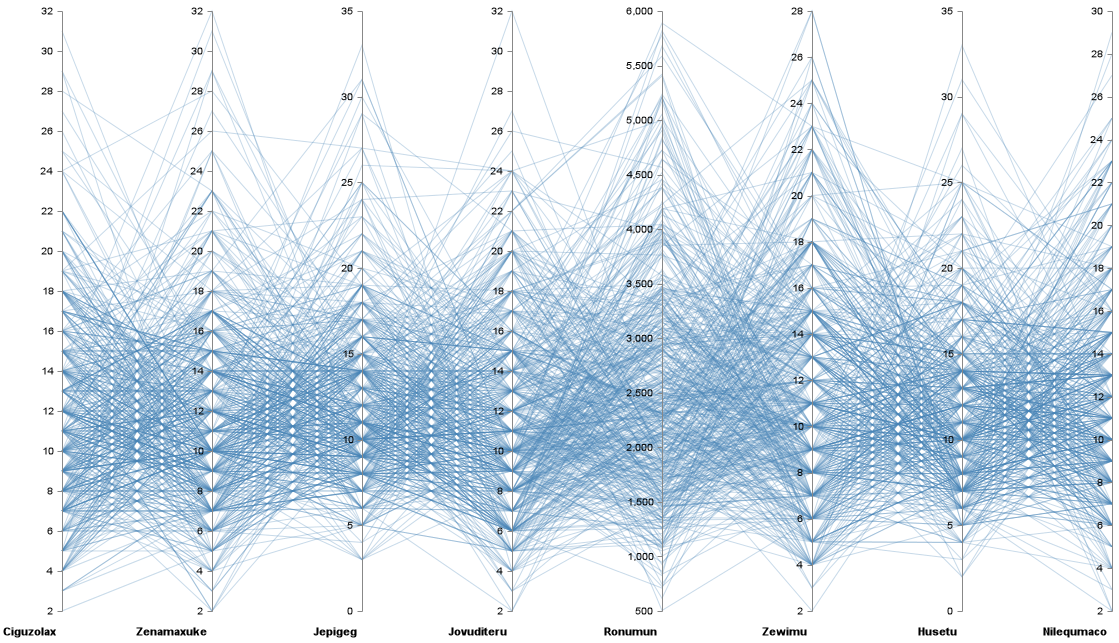 32 32 35 32 6,000 28 35 30
30 30 30 30 5,500 26 30 28
28 28 25 28 5,000 24 25 26
26 26 20 26 4,500 22 20 24
24 24 15 24 4,000 20 15 22
22 22 10 22 3,500 18 10 20
20 20 5 20 3,000 16 5 18
18 18 0 18 2,500 14 0 16
16 16 16 2,000 12 14
14 14 14 1,500 10 12
12 12 12 1,000 8 10
10 10 10 500 6 8
8 8 8 4 6
6 6 6 2 4
4 4 4 2
2 2 2
Ciguzolax Zenamaxuke Jepigeg Jovuditeru Ronumun Zewimu Husetu Nilequmaco